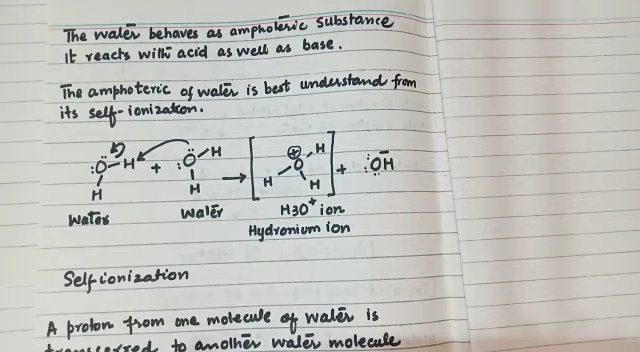 The water behaves as amphoteric substance
it reacts with acid as well as base.
The amphoteric of water is best understand from
its self-ionization.
:Ö-H + Ö-H → [H-O⊕-H] + :ÖH⁻
H H H
Water Water H3O⁺ ion
Hydronium ion
Self ionization
A proton from one molecule of water is
transferred to another water molecule